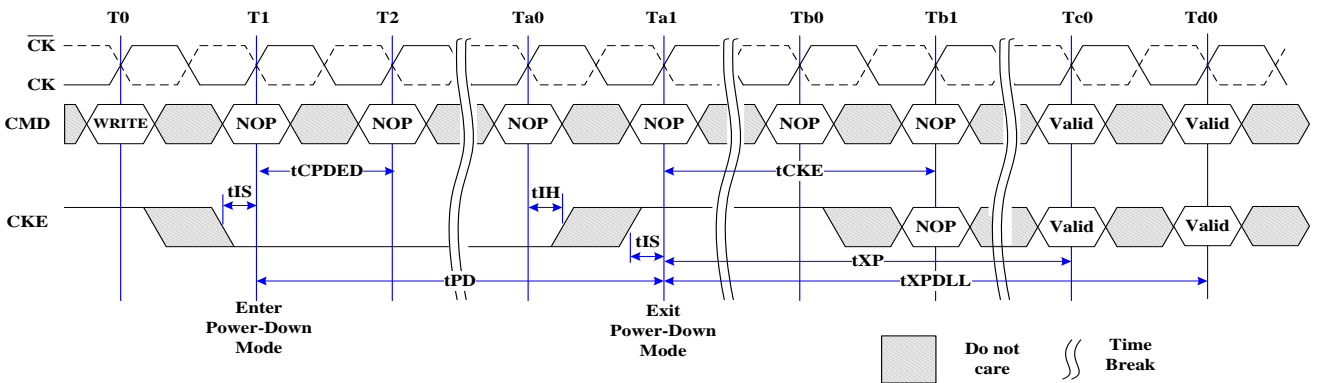 T0 T1 T2 Ta0 Ta1 Tb0 Tb1 Tc0 Td0
CK
CK
CMD WRITE NOP NOP NOP NOP NOP NOP Valid Valid
tCPDED tCKE
tIS tIH
CKE NOP Valid Valid
tIS
tXP
tPD tXPDLL
Enter
Power-Down
Mode
Exit
Power-Down
Mode
Do not
care
Time
Break